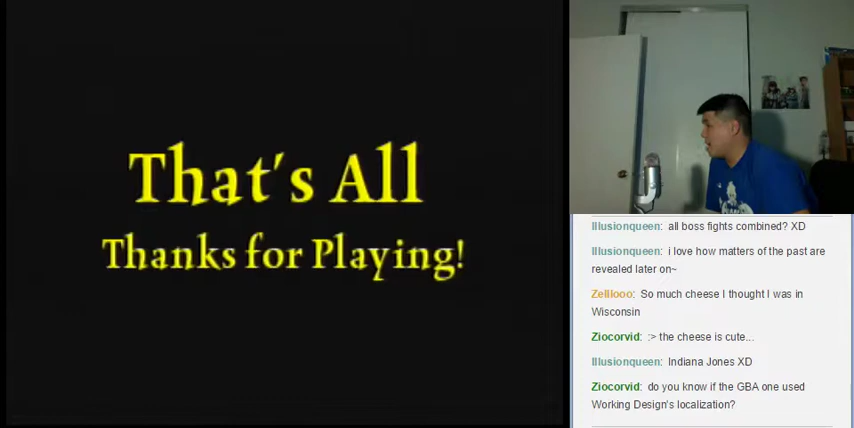 That's All
Thanks for Playing!
Illusionqueen: all boss fights combined? XD
Illusionqueen: i love how matters of the past are
revealed later on~
Zelilooo: So much cheese I thought I was in
Wisconsin
Ziocorvid: :> the cheese is cute...
Illusionqueen: Indiana Jones XD
Ziocorvid: do you know if the GBA one used
Working Design's localization?